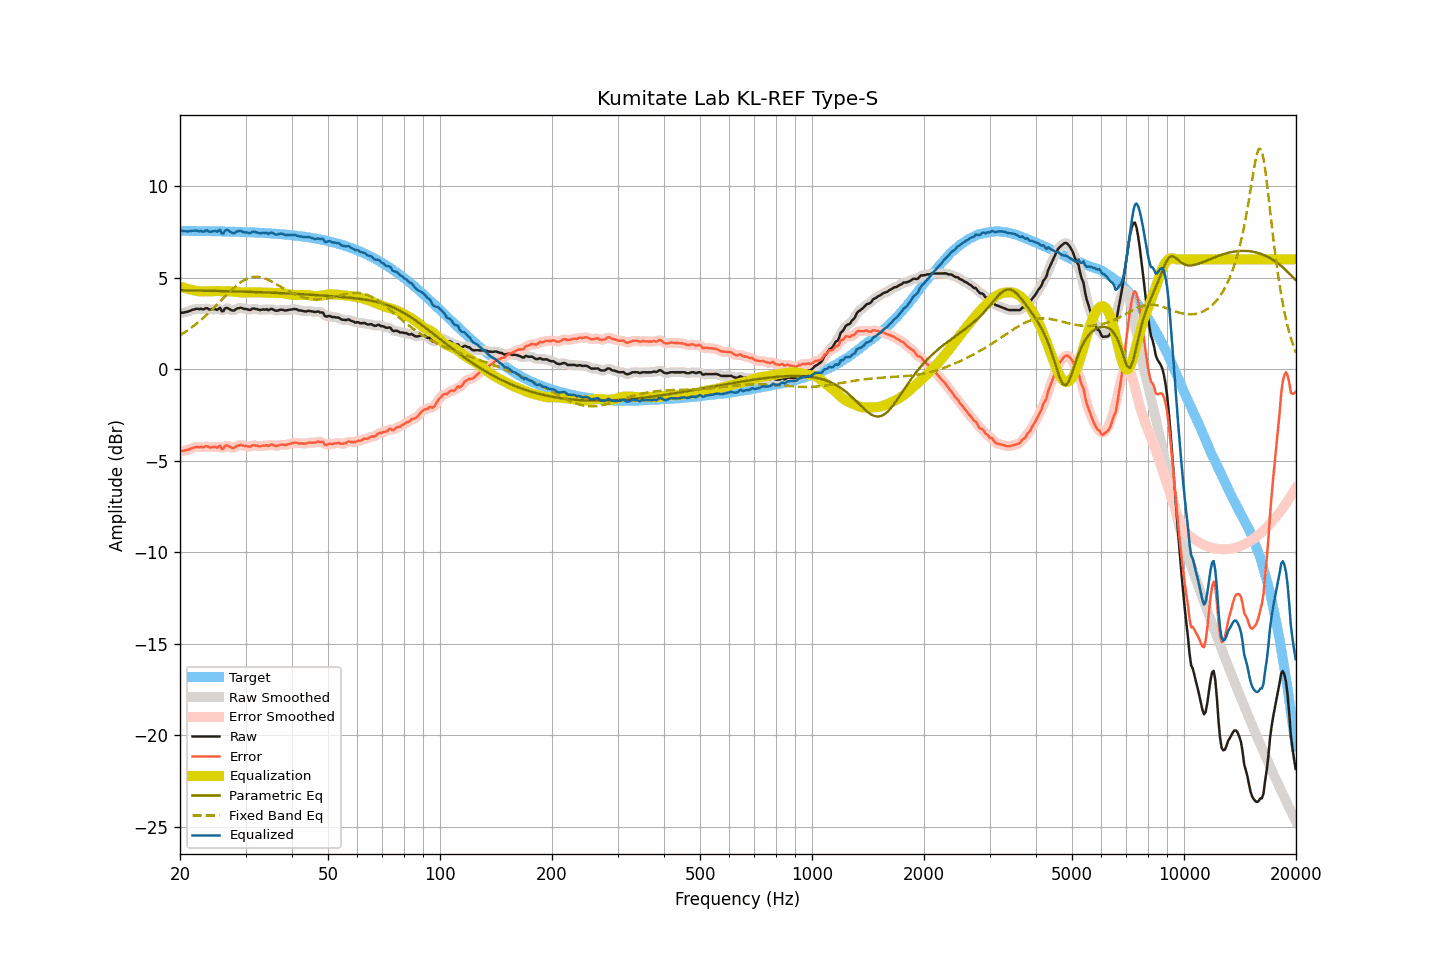 Kumitate Lab KL-REF Type-S
Amplitude (dBr)
10
5
0
−5
−10
−15
−20
−25
Target
Raw Smoothed
Error Smoothed
Raw
Error
Equalization
Parametric Eq
Fixed Band Eq
Equalized
20 50 100 200 500 1000 2000 5000 10000 20000
Frequency (Hz)